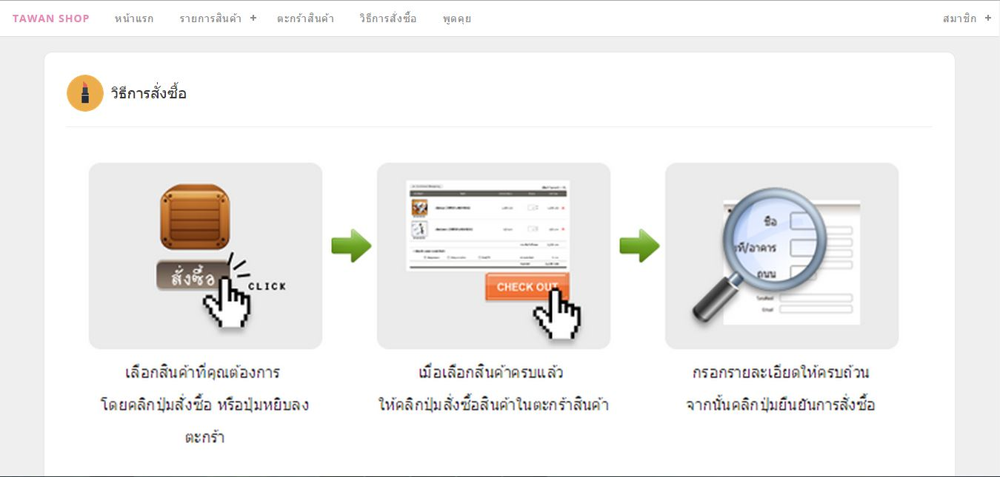 TAWAN SHOP หน้าแรก รายการสินค้า + ตะกร้าสินค้า วิธีการสั่งซื้อ พูดคุย สมาชิก +
วิธีการสั่งซื้อ
สั่งซื้อ
CLICK
CHECK OUT
ชื่อ
ที่/อาคาร
ถนน
Email
เลือกสินค้าที่คุณต้องการ
โดยคลิกปุ่มสั่งซื้อ หรือปุ่มหยิบลง
ตะกร้า
เมื่อเลือกสินค้าครบแล้ว
ให้คลิกปุ่มสั่งซื้อสินค้าในตะกร้าสินค้า
กรอกรายละเอียดให้ครบถ้วน
จากนั้นคลิกปุ่มยืนยันการสั่งซื้อ